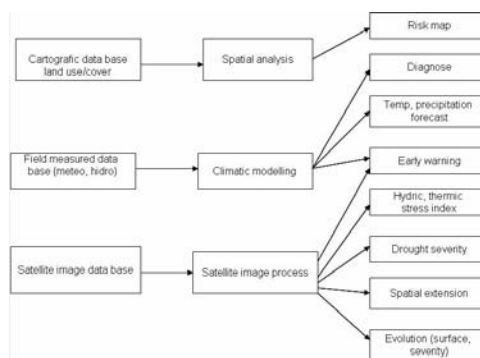 Risk map
Cartografic data base
land use/cover
Spatial analysis
Diagnose
Temp, precipitation
forecast
Field measured data
base (meteo, hidro)
Climatic modelling
Early warning
Hydric, thermic
stress index
Satellite image data base
Satellite image process
Drought severity
Spatial extension
Evolution (surface,
severity)